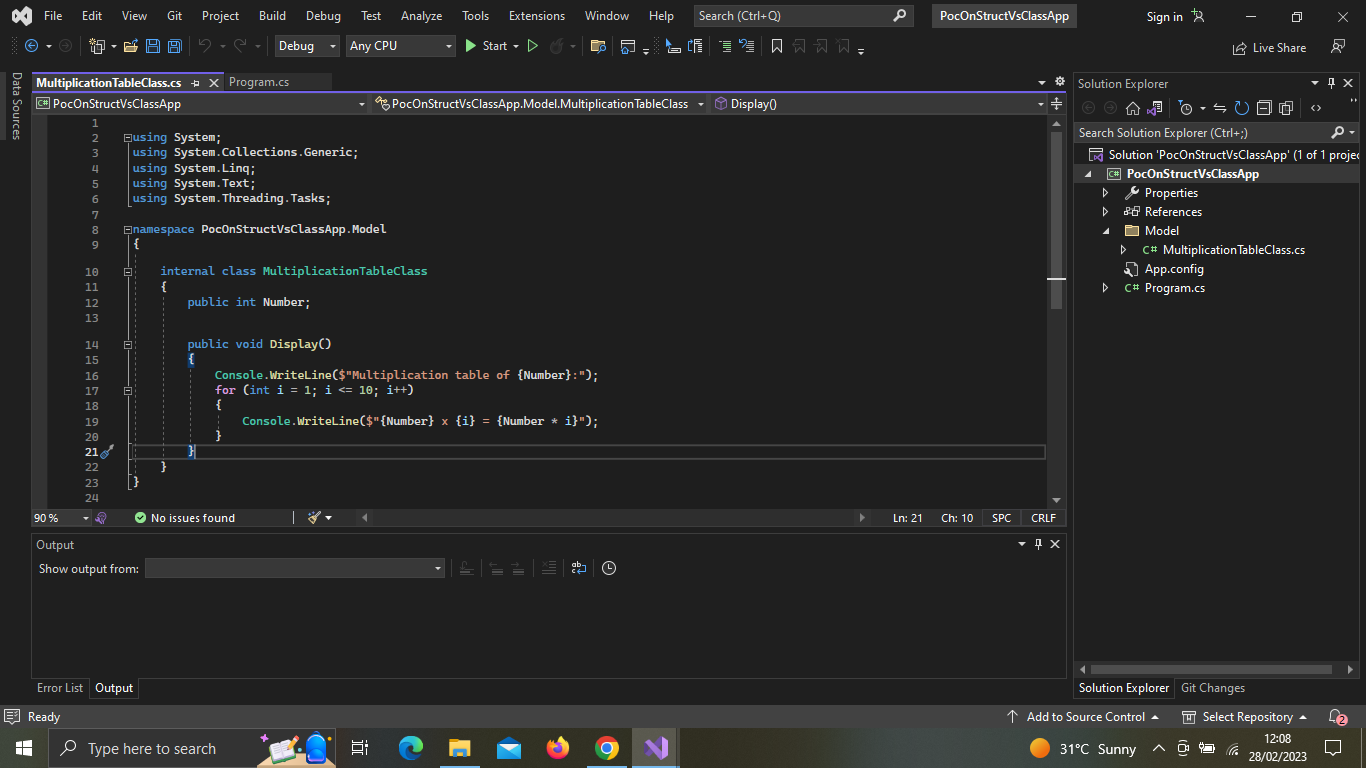 File Edit View Git Project Build Debug Test Analyze Tools Extensions Window Help Search (Ctrl+Q) PocOnStructVsClassApp Sign in
Debug Any CPU Start Live Share
Data Sources
MultiplicationTableClass.cs Program.cs
PocOnStructVsClassApp PocOnStructVsClassApp.Model.MultiplicationTableClass Display()
1
2 using System;
3 using System.Collections.Generic;
4 using System.Linq;
5 using System.Text;
6 using System.Threading.Tasks;
7
8 namespace PocOnStructVsClassApp.Model
9 {
10 internal class MultiplicationTableClass
11 {
12 public int Number;
13
14 public void Display()
15 {
16 Console.WriteLine($"Multiplication table of {Number}:");
17 for (int i = 1; i <= 10; i++)
18 {
19 Console.WriteLine($"{Number} x {i} = {Number * i}");
20 }
21 }
22 }
23 }
24
90 % No issues found Ln: 21 Ch: 10 SPC CRLF
Output
Show output from:
Error List Output
Solution Explorer
Search Solution Explorer (Ctrl+;)
Solution 'PocOnStructVsClassApp' (1 of 1 projec
C# PocOnStructVsClassApp
Properties
References
Model
C# MultiplicationTableClass.cs
App.config
C# Program.cs
Solution Explorer Git Changes
Ready Add to Source Control Select Repository 2
Type here to search 31°C Sunny 12:08
28/02/2023